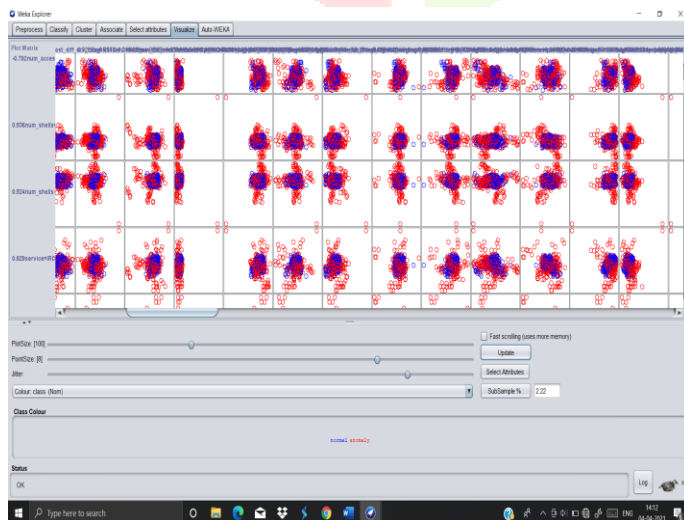 Weka Explorer
Preprocess Classify Cluster Associate Select attributes Visualize Auto-WEKA
Plot Matrix
Fast scrolling (uses more memory)
PlotSize: [100]
Update
PointSize: [8]
Jitter:
Select Attributes
Colour: class (Nom)
SubSample % :
2.22
Class Colour
normal anomaly
Status
OK
Log
Type here to search
ENG
14:12
04-04-2021